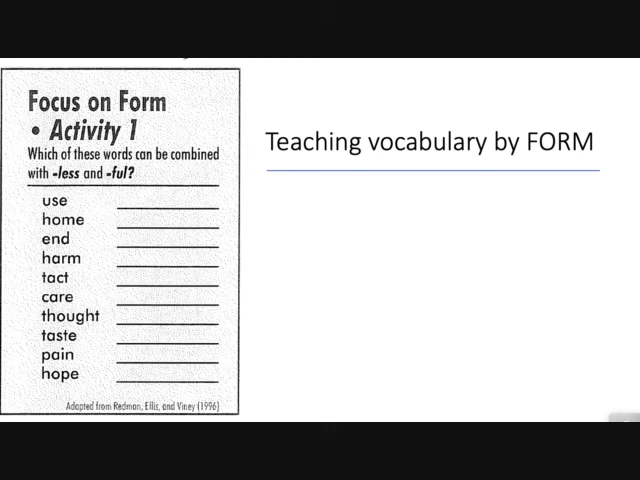 Focus on Form
• Activity 1
Which of these words can be combined
with -less and -ful?
use
home
end
harm
tact
care
thought
taste
pain
hope
Adapted from Redman, Ellis, and Viney (1996)
Teaching vocabulary by FORM